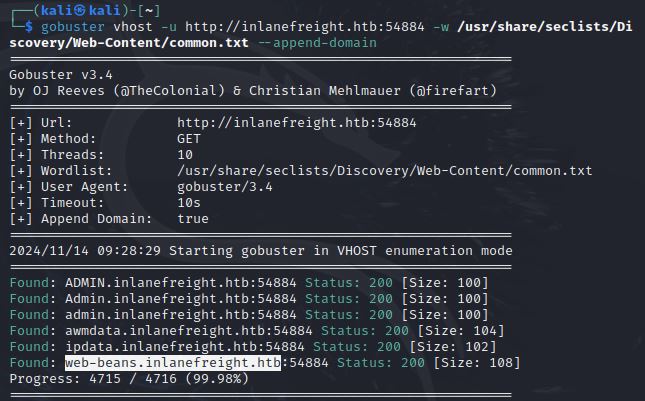 ┌──(kali㉿kali)-[~]
└─$ gobuster vhost -u http://inlanefreight.htb:54884 -w /usr/share/seclists/Di
scovery/Web-Content/common.txt --append-domain
===============================================================
Gobuster v3.4
by OJ Reeves (@TheColonial) & Christian Mehlmauer (@firefart)
===============================================================
[+] Url:             http://inlanefreight.htb:54884
[+] Method:          GET
[+] Threads:         10
[+] Wordlist:        /usr/share/seclists/Discovery/Web-Content/common.txt
[+] User Agent:      gobuster/3.4
[+] Timeout:         10s
[+] Append Domain:   true
===============================================================
2024/11/14 09:28:29 Starting gobuster in VHOST enumeration mode
===============================================================
Found: ADMIN.inlanefreight.htb:54884 Status: 200 [Size: 100]
Found: Admin.inlanefreight.htb:54884 Status: 200 [Size: 100]
Found: admin.inlanefreight.htb:54884 Status: 200 [Size: 100]
Found: awmdata.inlanefreight.htb:54884 Status: 200 [Size: 104]
Found: ipdata.inlanefreight.htb:54884 Status: 200 [Size: 102]
Found: web-beans.inlanefreight.htb:54884 Status: 200 [Size: 108]
Progress: 4715 / 4716 (99.98%)
===============================================================